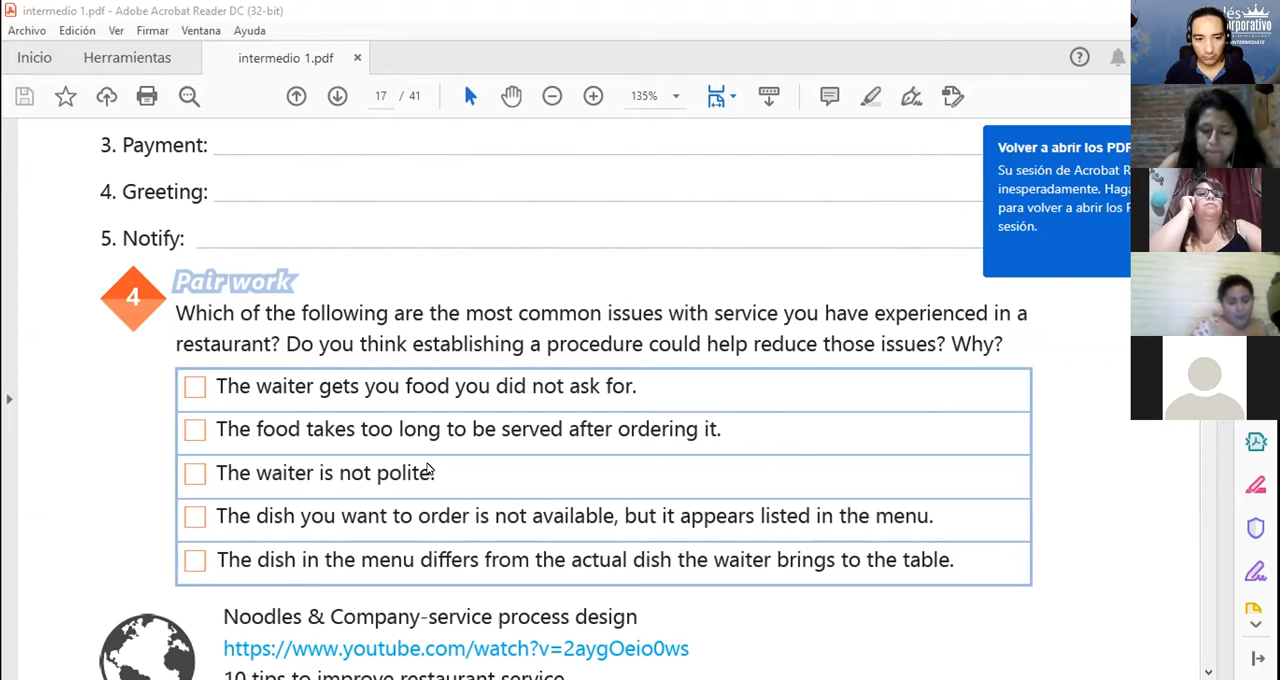 intermedio 1.pdf - Adobe Acrobat Reader DC (32-bit)
Archivo Edición Ver Firmar Ventana Ayuda
Inicio Herramientas intermedio 1.pdf ×
17 / 41 135%
3. Payment:
4. Greeting:
5. Notify:
Volver a abrir los PDF
Su sesión de Acrobat R
inesperadamente. Haga
para volver a abrir los P
sesión.
4 Pair work
Which of the following are the most common issues with service you have experienced in a
restaurant? Do you think establishing a procedure could help reduce those issues? Why?
The waiter gets you food you did not ask for.
The food takes too long to be served after ordering it.
The waiter is not polite.
The dish you want to order is not available, but it appears listed in the menu.
The dish in the menu differs from the actual dish the waiter brings to the table.
Noodles & Company-service process design
https://www.youtube.com/watch?v=2aygOeio0ws
10 tips to improve restaurant service